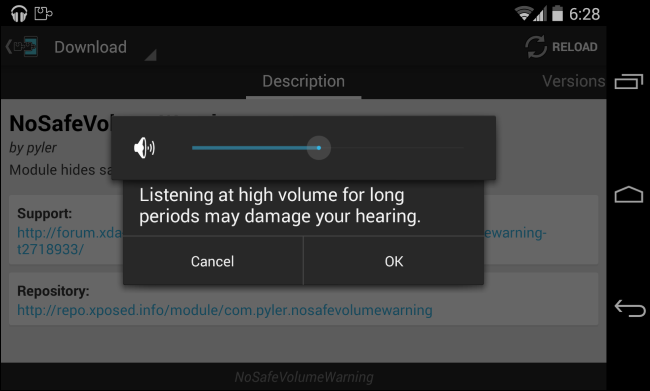 6:28
Download
RELOAD
Description
Versions
by pyler
Module hides
Listening at high volume for long
periods may damage your hearing.
Support:
http://forum.xda
ewarning-
t2718933/
Cancel
OK
Repository:
http://repo.xposed.info/module/com.pyler.nosafevolumewarning
NoSafeVolumeWarning